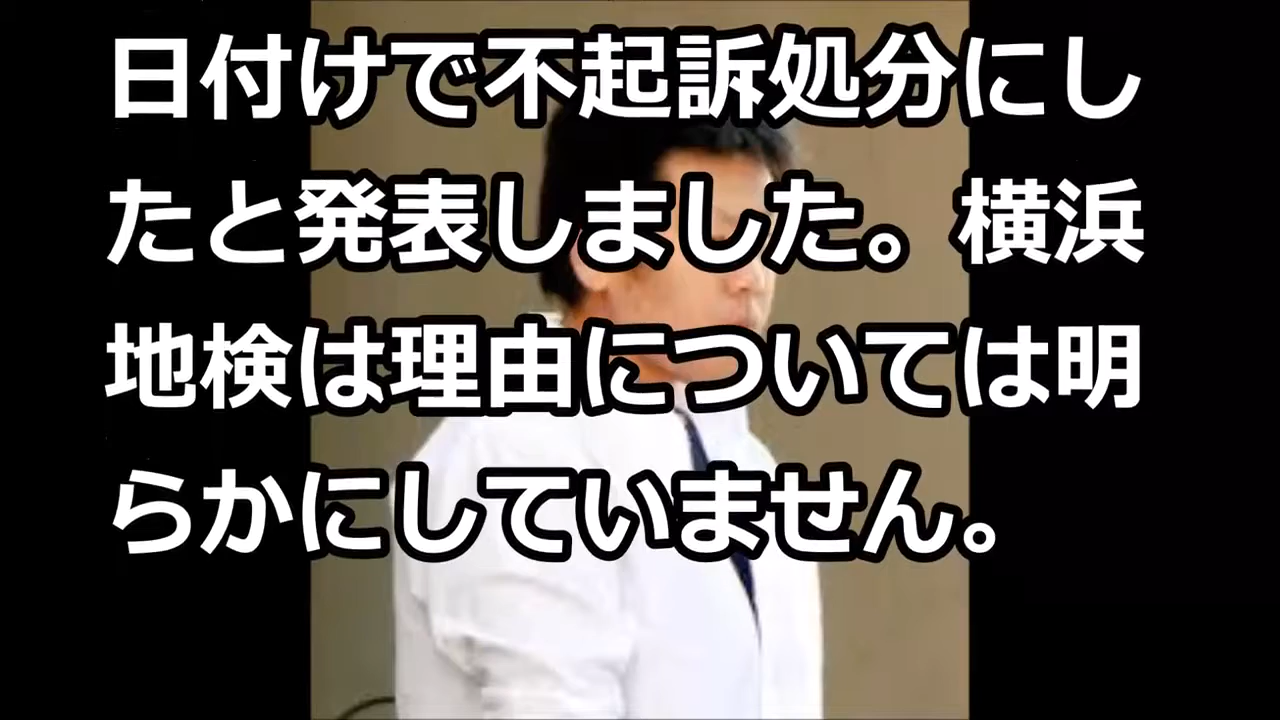 日付けで不起訴処分にし
たと発表しました。横浜
地検は理由については明
らかにしていません。